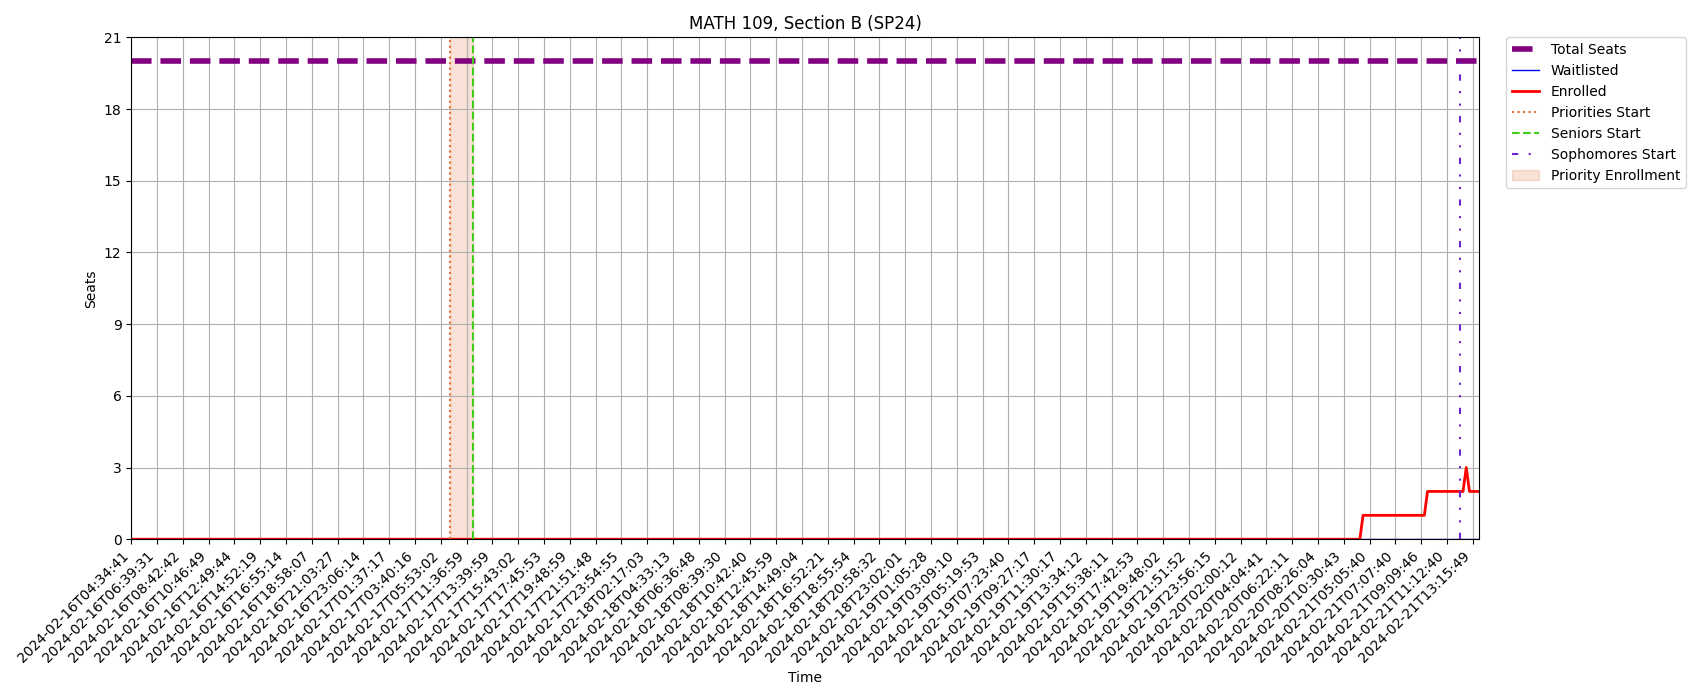 MATH 109, Section B (SP24)
21
18
15
12
9
6
3
0
Seats
Total Seats
Waitlisted
Enrolled
Priorities Start
Seniors Start
Sophomores Start
Priority Enrollment
2024-02-16T04:34:41
2024-02-16T06:39:31
2024-02-16T08:42:42
2024-02-16T10:46:49
2024-02-16T12:49:44
2024-02-16T14:52:19
2024-02-16T16:55:14
2024-02-16T18:58:07
2024-02-16T21:03:27
2024-02-16T23:06:14
2024-02-17T01:37:17
2024-02-17T03:40:16
2024-02-17T05:53:02
2024-02-17T11:36:59
2024-02-17T13:39:59
2024-02-17T15:43:02
2024-02-17T17:45:53
2024-02-17T19:48:59
2024-02-17T21:51:48
2024-02-17T23:54:55
2024-02-18T02:17:03
2024-02-18T04:33:13
2024-02-18T06:36:48
2024-02-18T08:39:30
2024-02-18T10:42:40
2024-02-18T12:45:59
2024-02-18T14:49:04
2024-02-18T16:52:21
2024-02-18T18:55:54
2024-02-18T20:58:32
2024-02-18T23:02:01
2024-02-19T01:05:28
2024-02-19T03:09:10
2024-02-19T05:19:53
2024-02-19T07:23:40
2024-02-19T09:27:17
2024-02-19T11:30:17
2024-02-19T13:34:12
2024-02-19T15:38:11
2024-02-19T17:42:53
2024-02-19T19:48:02
2024-02-19T21:51:52
2024-02-19T23:56:15
2024-02-20T02:00:12
2024-02-20T04:04:41
2024-02-20T06:22:11
2024-02-20T08:26:04
2024-02-20T10:30:43
2024-02-21T05:05:40
2024-02-21T07:07:40
2024-02-21T09:09:46
2024-02-21T11:12:40
2024-02-21T13:15:49
Time